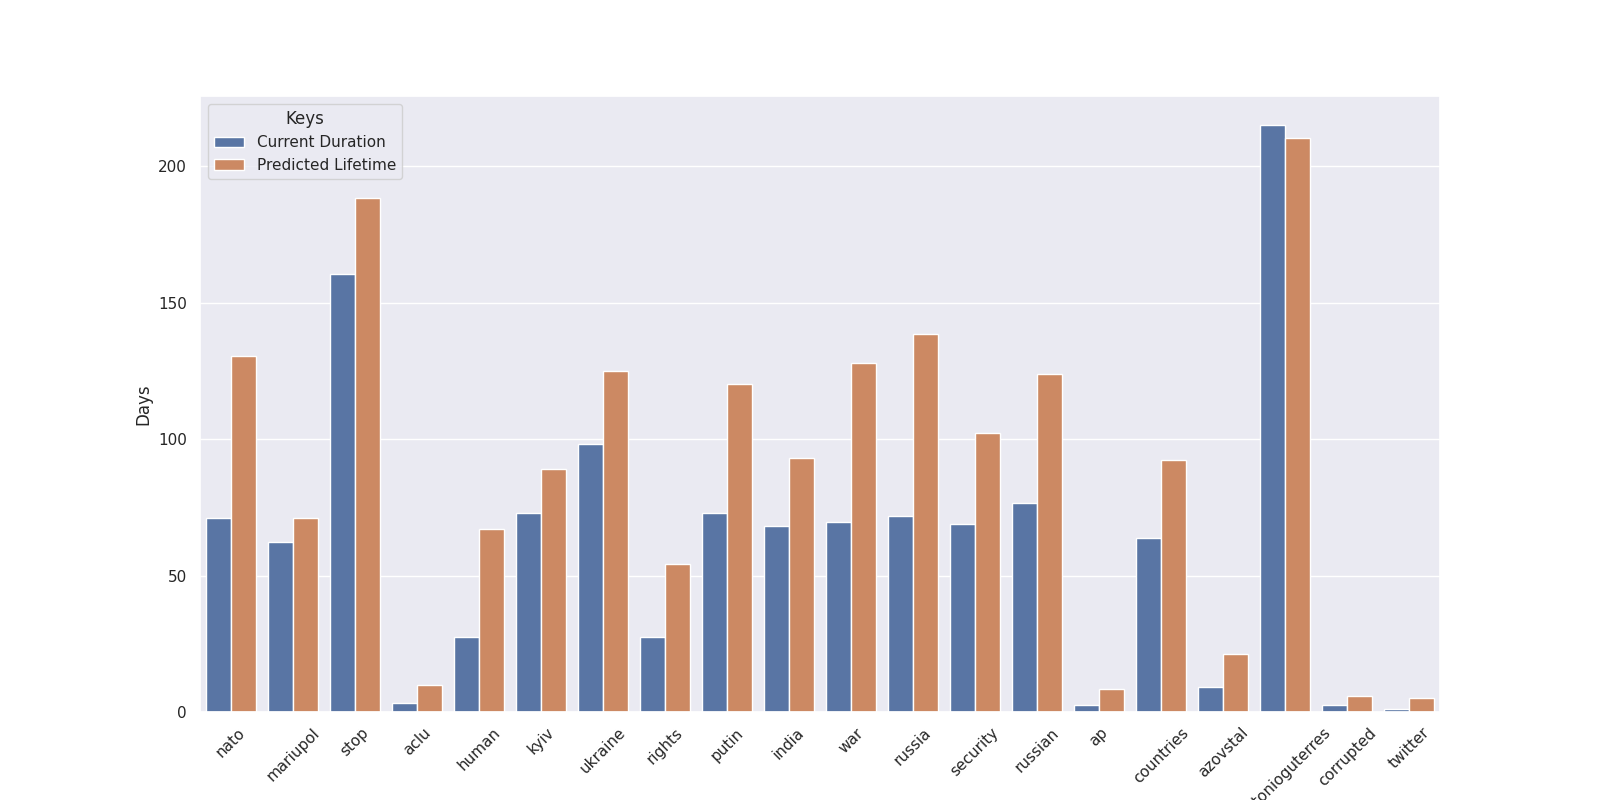 Keys
Current Duration
Predicted Lifetime
200
150
100
50
0
Days
nato
mariupol
stop
aclu
human
kyiv
ukraine
rights
putin
india
war
russia
security
russian
ap
countries
azovstal
tonioguterres
corrupted
twitter